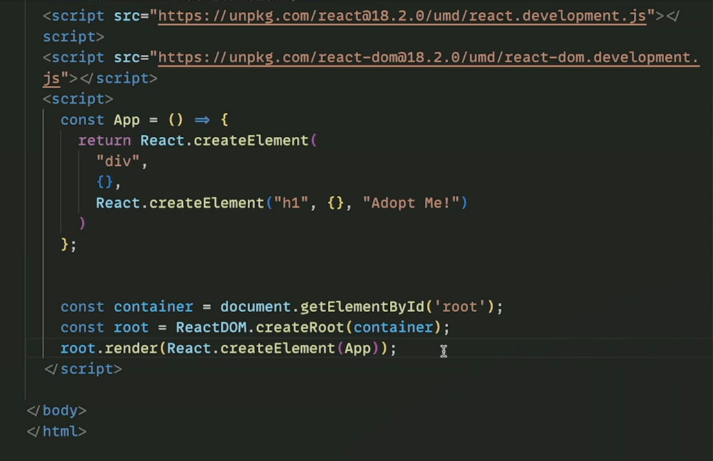 <script src="https://unpkg.com/react@18.2.0/umd/react.development.js"></
script>
<script src="https://unpkg.com/react-dom@18.2.0/umd/react-dom.development.
js"></script>
<script>
const App = () => {
return React.createElement(
"div",
{},
React.createElement("h1", {}, "Adopt Me!")
)
};
const container = document.getElementById('root');
const root = ReactDOM.createRoot(container);
root.render(React.createElement(App));
</script>
</body>
</html>